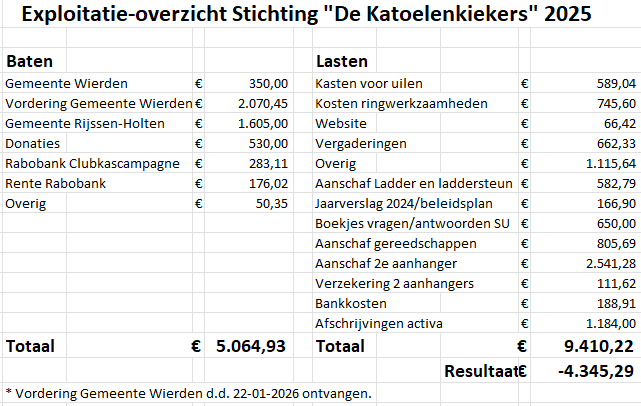 Exploitatie-overzicht Stichting "De Katoelenkiekers" 2025
Baten Lasten
Gemeente Wierden € 350,00 Kasten voor uilen € 589,04
Vordering Gemeente Wierden € 2.070,45 Kosten ringwerkzaamheden € 745,60
Gemeente Rijssen-Holten € 1.605,00 Website € 66,42
Donaties € 530,00 Vergaderingen € 662,33
Rabobank Clubkascampagne € 283,11 Overig € 1.115,64
Rente Rabobank € 176,02 Aanschaf Ladder en laddersteun € 582,79
Overig € 50,35 Jaarverslag 2024/beleidsplan € 166,90
Boekjes vragen/antwoorden SU € 650,00
Aanschaf gereedschappen € 805,69
Aanschaf 2e aanhanger € 2.541,28
Verzekering 2 aanhangers € 111,62
Bankkosten € 188,91
Afschrijvingen activa € 1.184,00
Totaal € 5.064,93 Totaal € 9.410,22
Resultaat € -4.345,29
* Vordering Gemeente Wierden d.d. 22-01-2026 ontvangen.